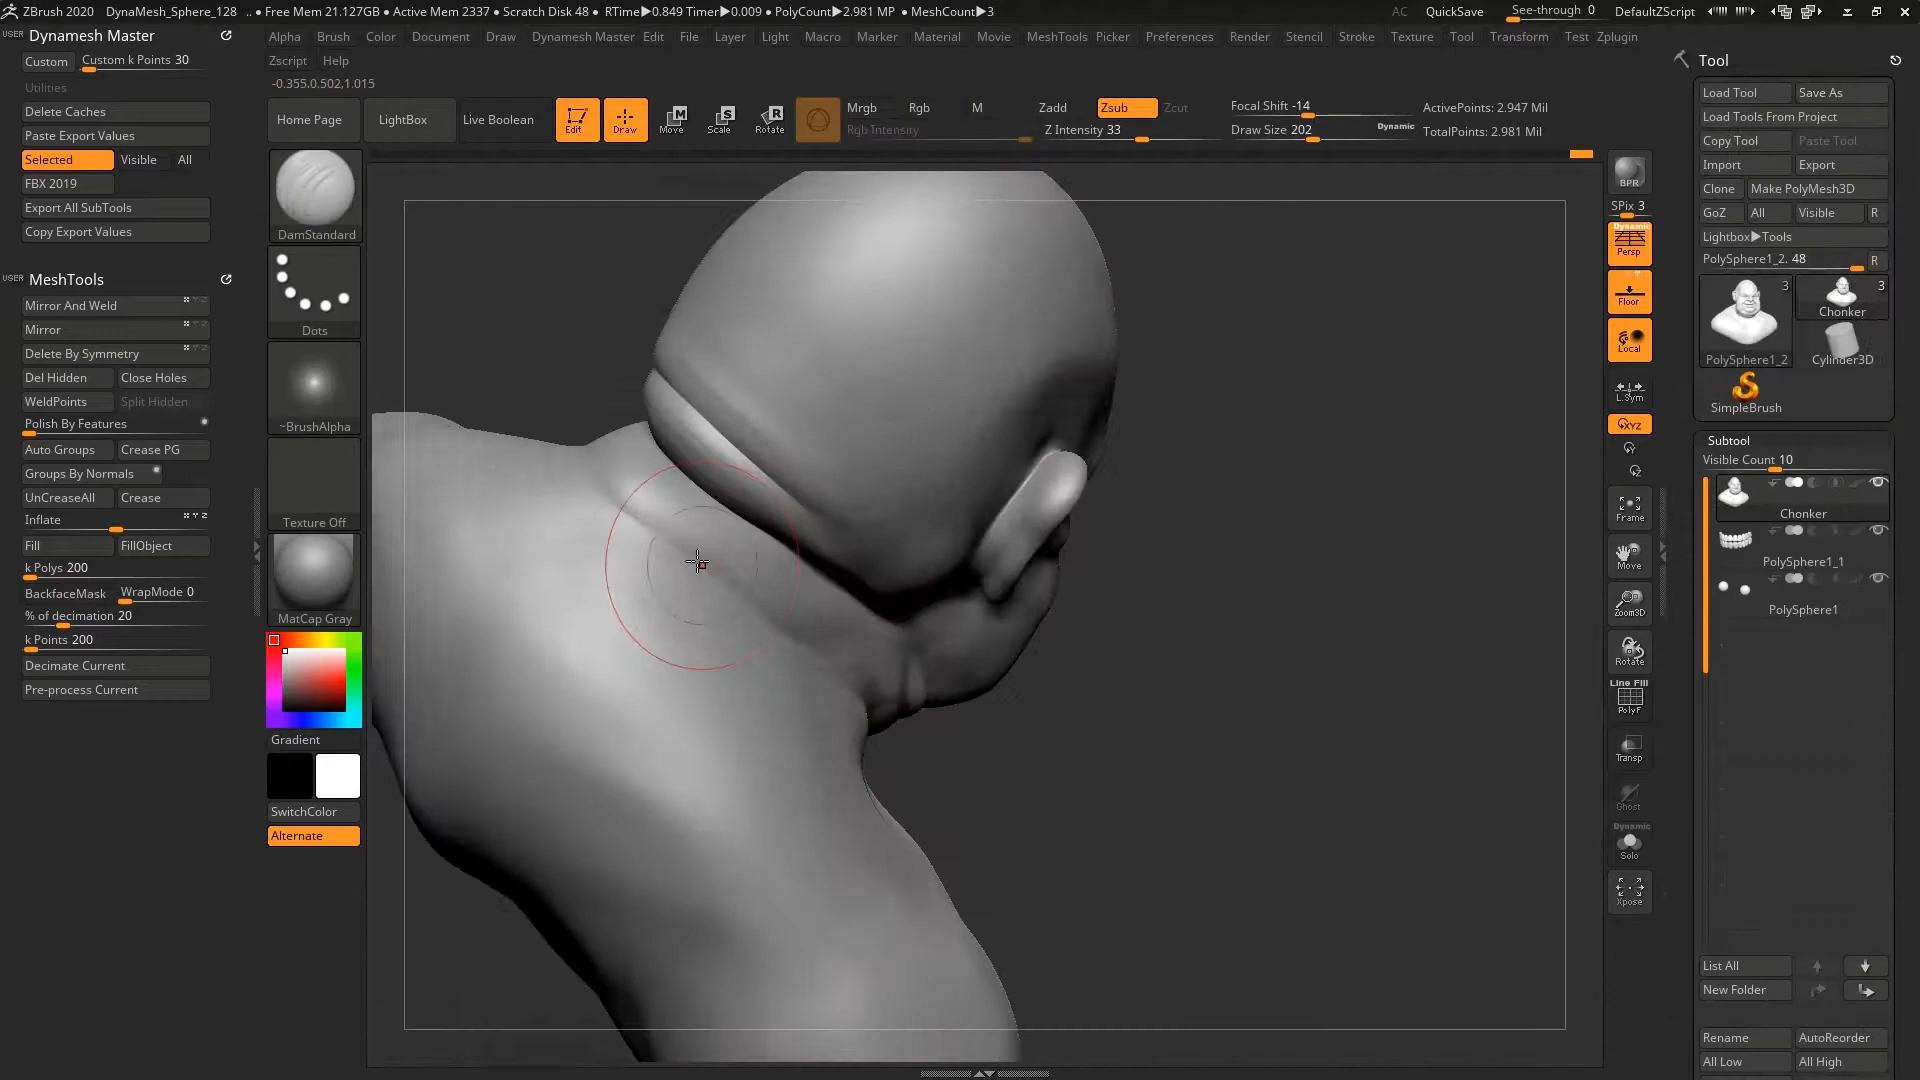 ZBrush 2020 DynaMesh_Sphere_128 .. • Free Mem 21.127GB • Active Mem 2337 • Scratch Disk 48 • RTime▶0.849 Timer▶0.009 • PolyCount▶2.981 MP • MeshCount▶3 AC QuickSave See-through 0 DefaultZScript
USER Dynamesh Master
Custom Custom k Points 30
Utilities
Delete Caches
Paste Export Values
Selected Visible All
FBX 2019
Export All SubTools
Copy Export Values
USER MeshTools
Mirror And Weld
Mirror
Delete By Symmetry
Del Hidden Close Holes
WeldPoints Split Hidden
Polish By Features
Auto Groups Crease PG
Groups By Normals
UnCreaseAll Crease
Inflate
Fill FillObject
k Polys 200
BackfaceMask WrapMode 0
% of decimation 20
k Points 200
Decimate Current
Pre-process Current
Alpha Brush Color Document Draw Dynamesh Master Edit File Layer Light Macro Marker Material Movie MeshTools Picker Preferences Render Stencil Stroke Texture Tool Transform Test Zplugin
Zscript Help
-0.355,0.502,1.015
Home Page LightBox Live Boolean Edit Draw Move Scale Rotate
M S R
Mrgb Rgb M Zadd Zsub Zcut Focal Shift -14 ActivePoints: 2.947 Mil
Rgb Intensity Z Intensity 33 Draw Size 202 Dynamic TotalPoints: 2.981 Mil
DamStandard
Dots
~BrushAlpha
Texture Off
MatCap Gray
Gradient
SwitchColor
Alternate
BPR
SPix 3
Dynamic
Persp
Floor
Local
L.Sym
XYZ
Y
Z
Frame
Move
Zoom3D
Rotate
Line Fill
PolyF
Transp
Ghost
Dynamic
Solo
Xpose
Tool
Load Tool Save As
Load Tools From Project
Copy Tool Paste Tool
Import Export
Clone Make PolyMesh3D
GoZ All Visible R
Lightbox▶Tools
PolySphere1_2. 48 R
3 3
Chonker
PolySphere1_2 Cylinder3D
SimpleBrush
Subtool
Visible Count 10
Chonker
PolySphere1_1
PolySphere1
List All
New Folder
Rename AutoReorder
All Low All High